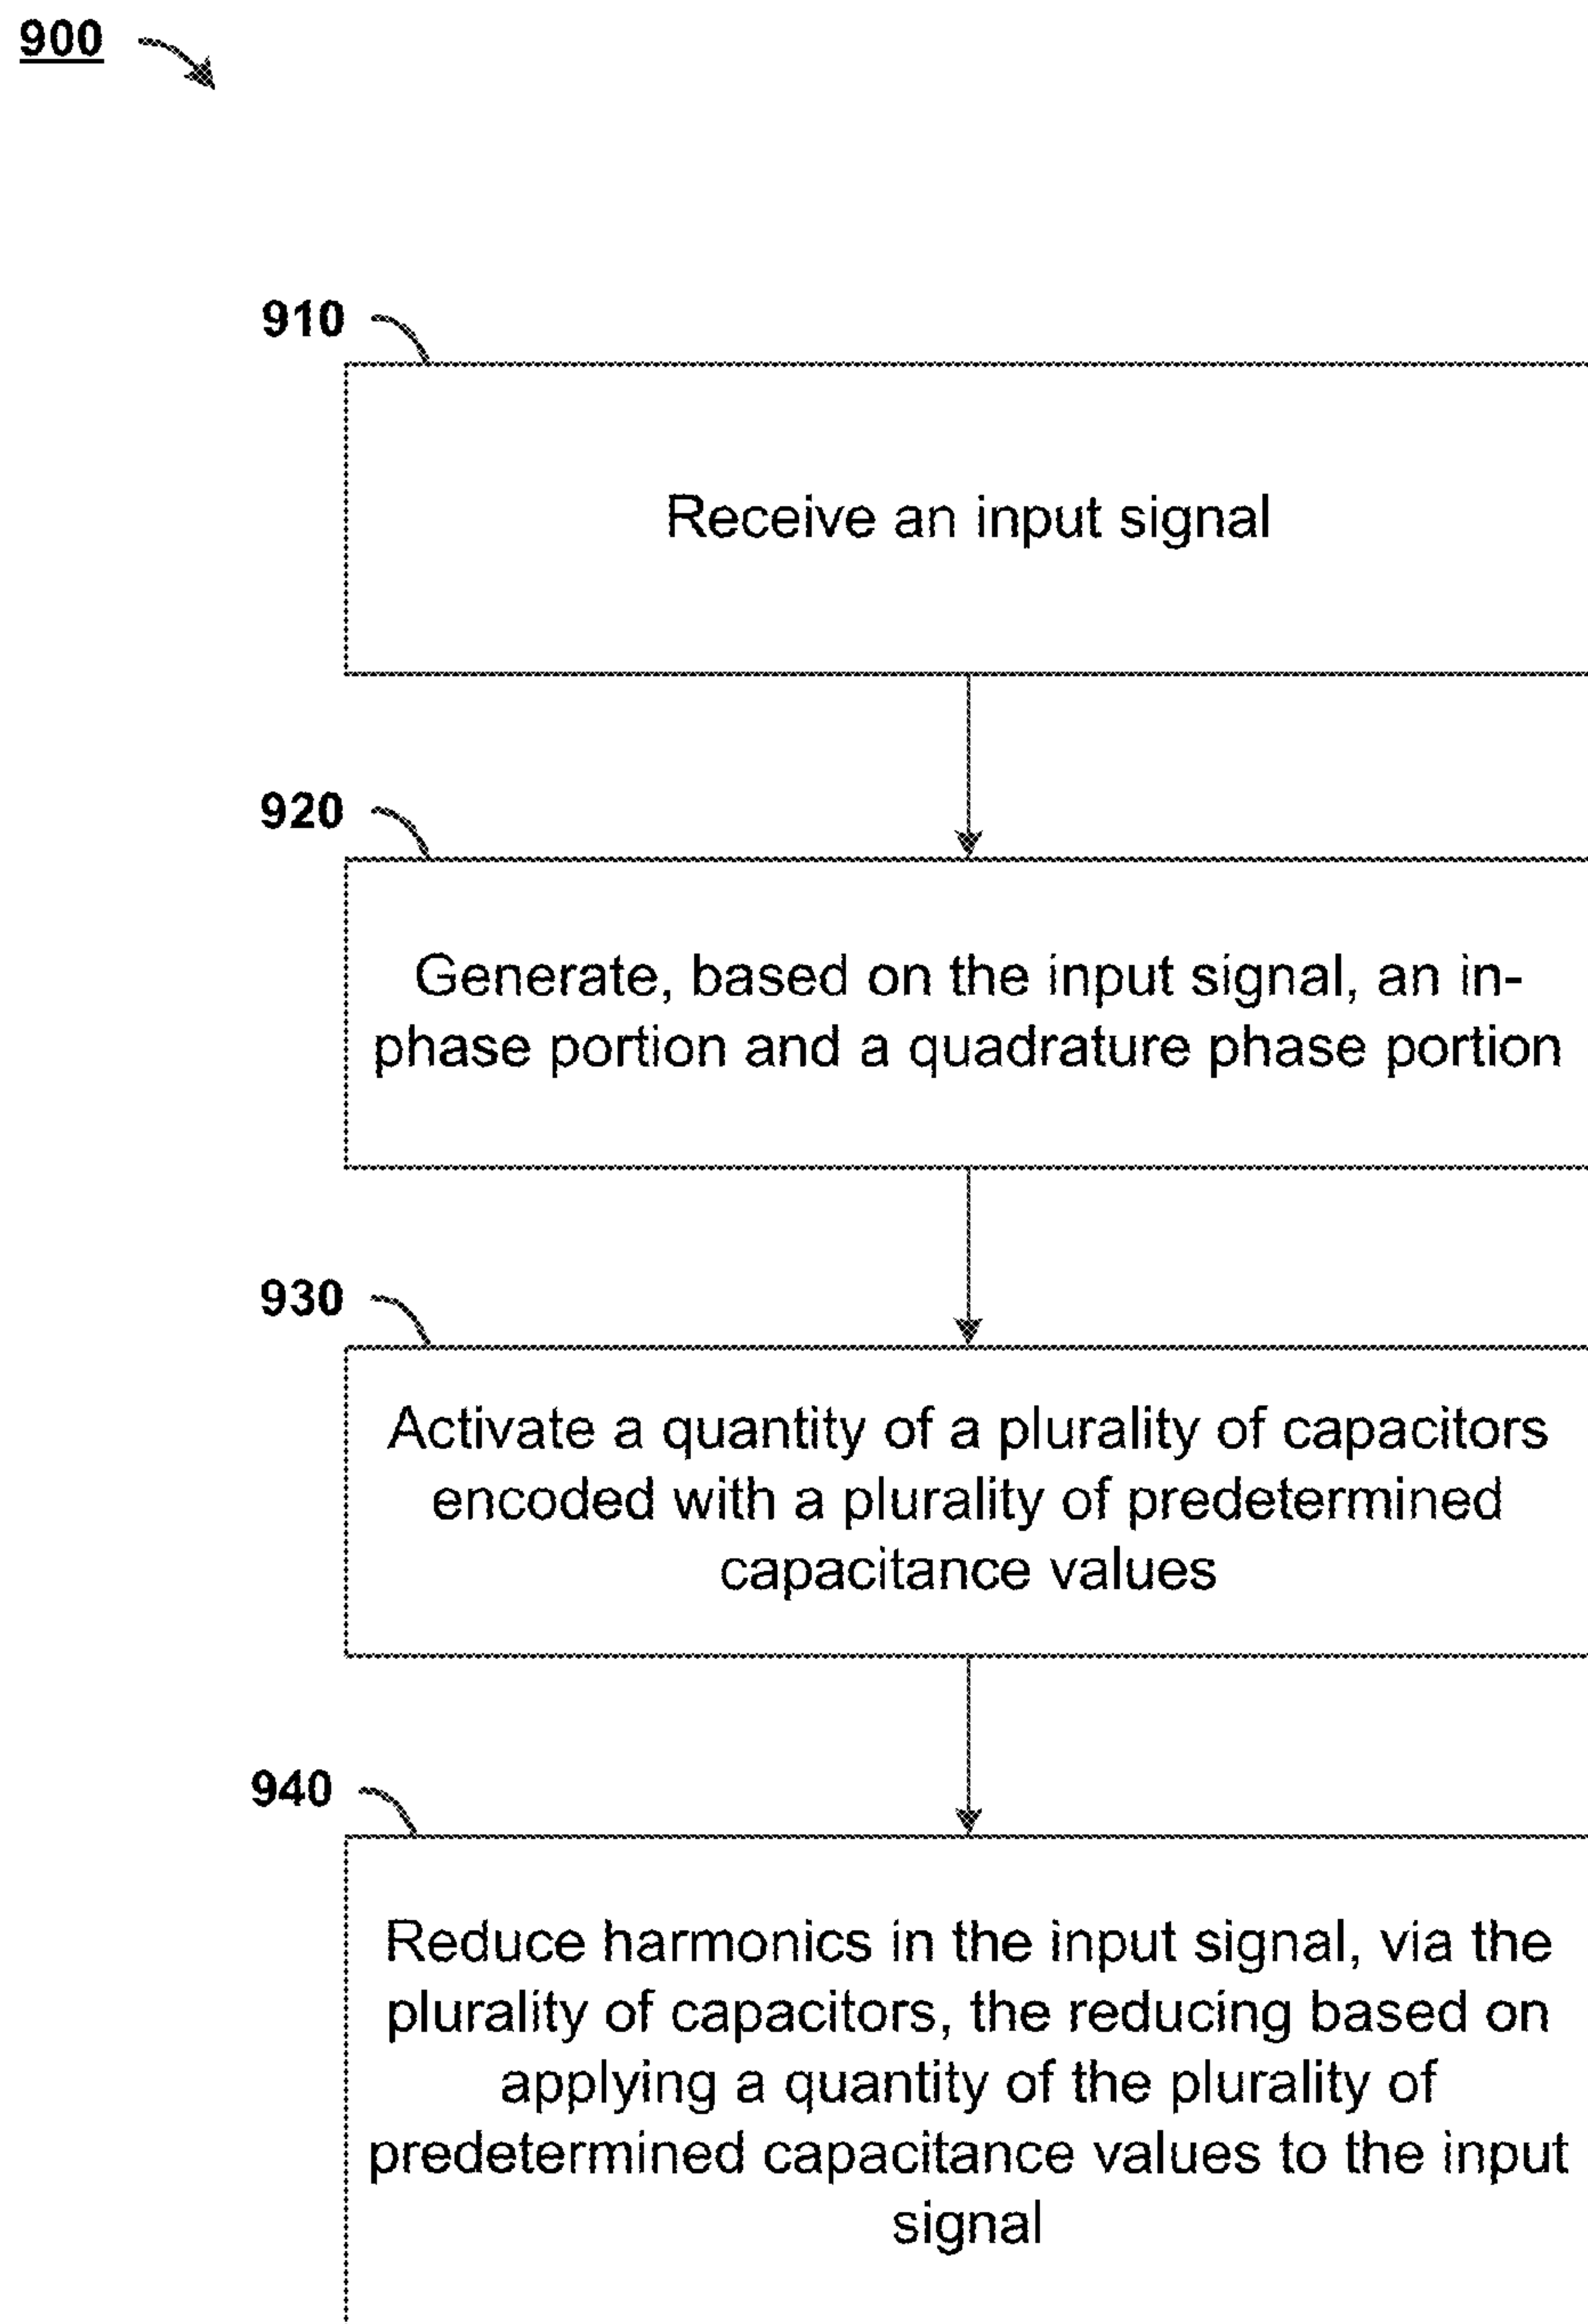 900
910
Receive an input signal
920
Generate, based on the input signal, an in-
phase portion and a quadrature phase portion
930
Activate a quantity of a plurality of capacitors
encoded with a plurality of predetermined
capacitance values
940
Reduce harmonics in the input signal, via the
plurality of capacitors, the reducing based on
applying a quantity of the plurality of
predetermined capacitance values to the input
signal